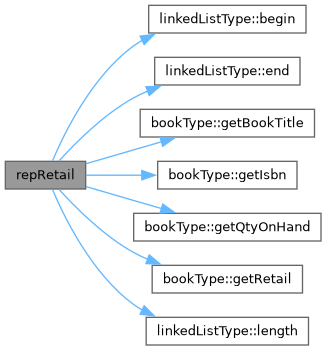 linkedListType::begin
linkedListType::end
bookType::getBookTitle
repRetail
bookType::getIsbn
bookType::getQtyOnHand
bookType::getRetail
linkedListType::length